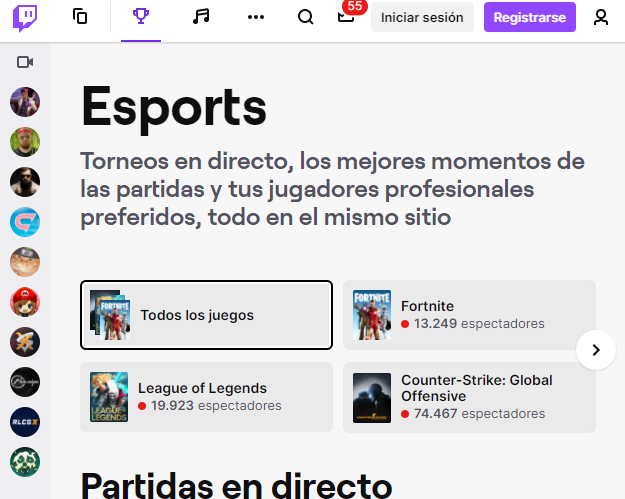 55
Iniciar sesión
Registrarse
Esports
Torneos en directo, los mejores momentos de
las partidas y tus jugadores profesionales
preferidos, todo en el mismo sitio
FORTNITE
Todos los juegos
FORTNITE
Fortnite
13.249 espectadores
LEAGUE OF LEGENDS
League of Legends
19.923 espectadores
Counter-Strike: Global
Offensive
74.467 espectadores
RLCS X
Partidas en directo